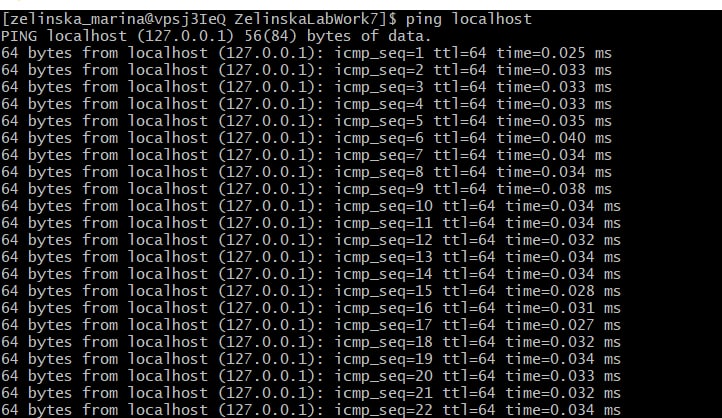 [zelinska_marina@vpsj3IeQ ZelinskaLabWork7]$ ping localhost
PING localhost (127.0.0.1) 56(84) bytes of data.
64 bytes from localhost (127.0.0.1): icmp_seq=1 ttl=64 time=0.025 ms
64 bytes from localhost (127.0.0.1): icmp_seq=2 ttl=64 time=0.033 ms
64 bytes from localhost (127.0.0.1): icmp_seq=3 ttl=64 time=0.033 ms
64 bytes from localhost (127.0.0.1): icmp_seq=4 ttl=64 time=0.033 ms
64 bytes from localhost (127.0.0.1): icmp_seq=5 ttl=64 time=0.035 ms
64 bytes from localhost (127.0.0.1): icmp_seq=6 ttl=64 time=0.040 ms
64 bytes from localhost (127.0.0.1): icmp_seq=7 ttl=64 time=0.034 ms
64 bytes from localhost (127.0.0.1): icmp_seq=8 ttl=64 time=0.034 ms
64 bytes from localhost (127.0.0.1): icmp_seq=9 ttl=64 time=0.038 ms
64 bytes from localhost (127.0.0.1): icmp_seq=10 ttl=64 time=0.034 ms
64 bytes from localhost (127.0.0.1): icmp_seq=11 ttl=64 time=0.034 ms
64 bytes from localhost (127.0.0.1): icmp_seq=12 ttl=64 time=0.032 ms
64 bytes from localhost (127.0.0.1): icmp_seq=13 ttl=64 time=0.034 ms
64 bytes from localhost (127.0.0.1): icmp_seq=14 ttl=64 time=0.034 ms
64 bytes from localhost (127.0.0.1): icmp_seq=15 ttl=64 time=0.028 ms
64 bytes from localhost (127.0.0.1): icmp_seq=16 ttl=64 time=0.031 ms
64 bytes from localhost (127.0.0.1): icmp_seq=17 ttl=64 time=0.027 ms
64 bytes from localhost (127.0.0.1): icmp_seq=18 ttl=64 time=0.032 ms
64 bytes from localhost (127.0.0.1): icmp_seq=19 ttl=64 time=0.034 ms
64 bytes from localhost (127.0.0.1): icmp_seq=20 ttl=64 time=0.033 ms
64 bytes from localhost (127.0.0.1): icmp_seq=21 ttl=64 time=0.032 ms
64 bytes from localhost (127.0.0.1): icmp_seq=22 ttl=64 time=0.034 ms